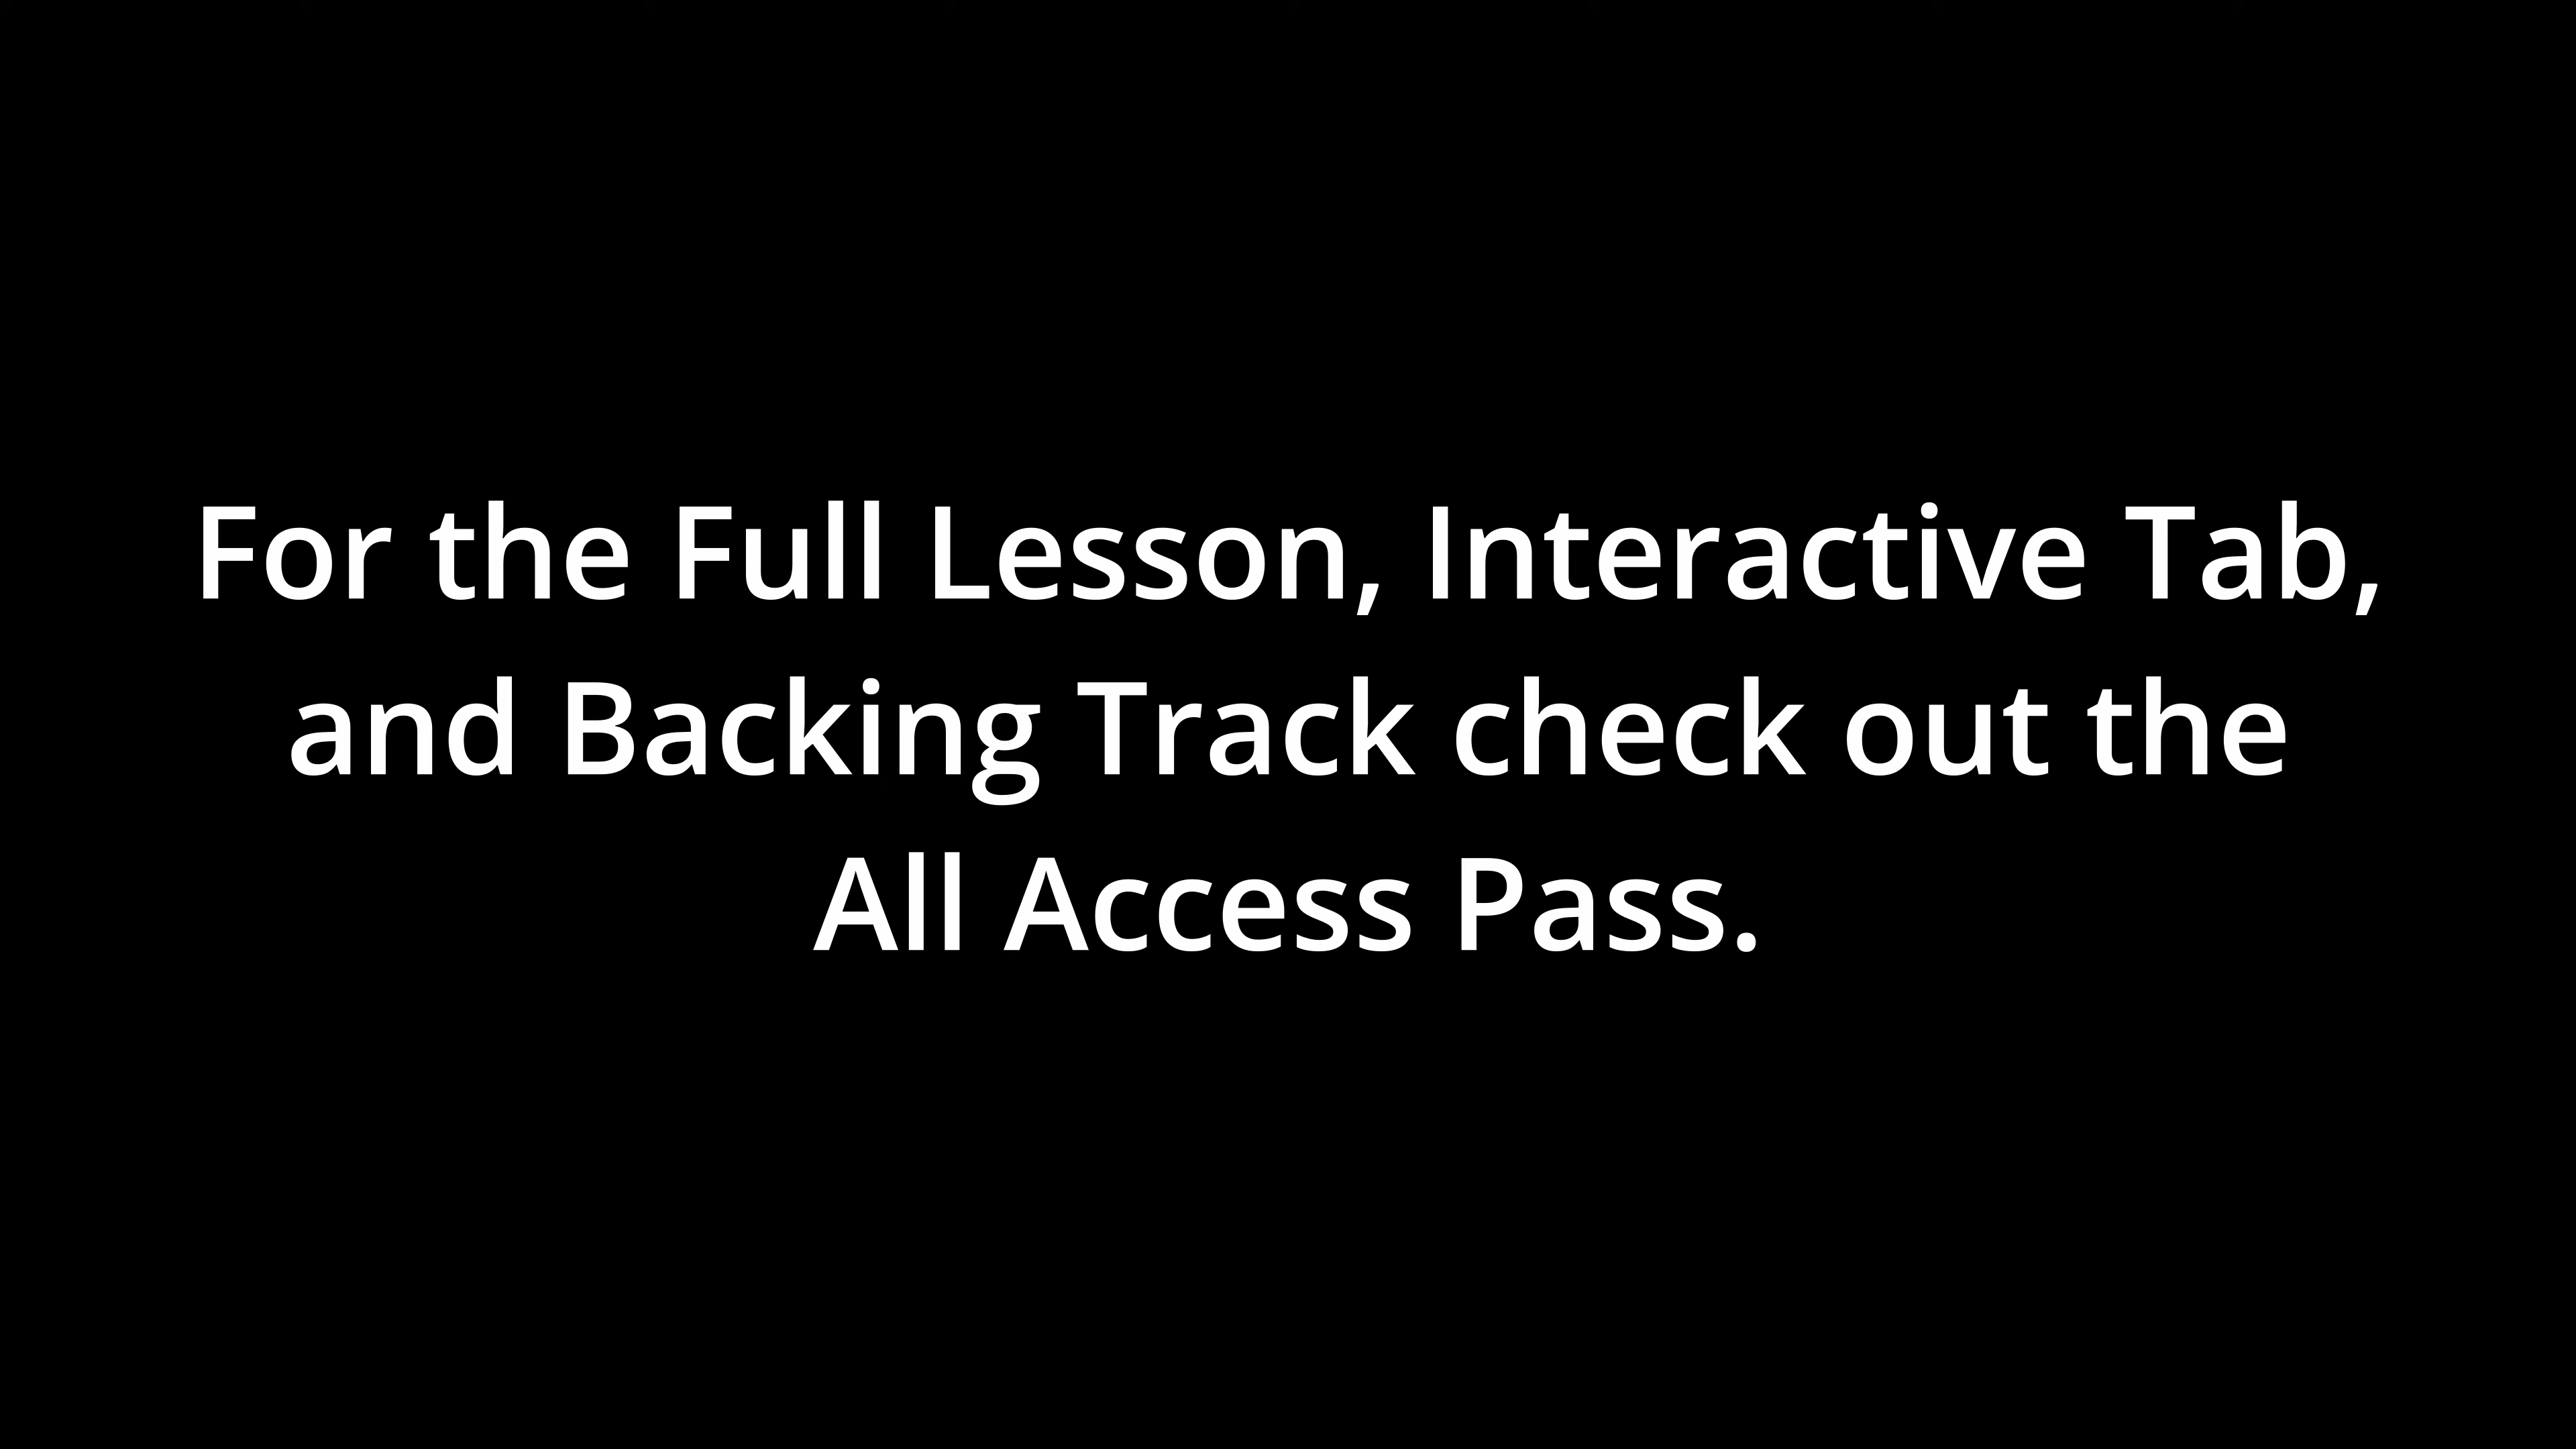 For the Full Lesson, Interactive Tab,
and Backing Track check out the
All Access Pass.